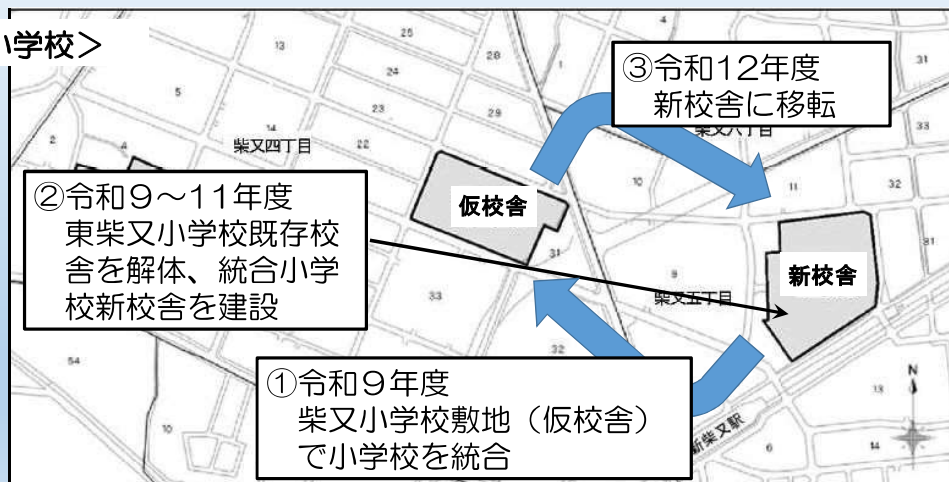 小学校＞
③令和12年度
新校舎に移転
②令和９～11年度
東柴又小学校既存校
舎を解体、統合小学
校新校舎を建設
①令和９年度
柴又小学校敷地（仮校舎）
で小学校を統合
仮校舎
新校舎
柴又四丁目
柴又五丁目
柴又六丁目
新柴又駅
N
25
28
13
24
5
23
29
14
22
2
4
1
4
31
33
10
11
32
31
9
31
33
32
54
10
13
6
14